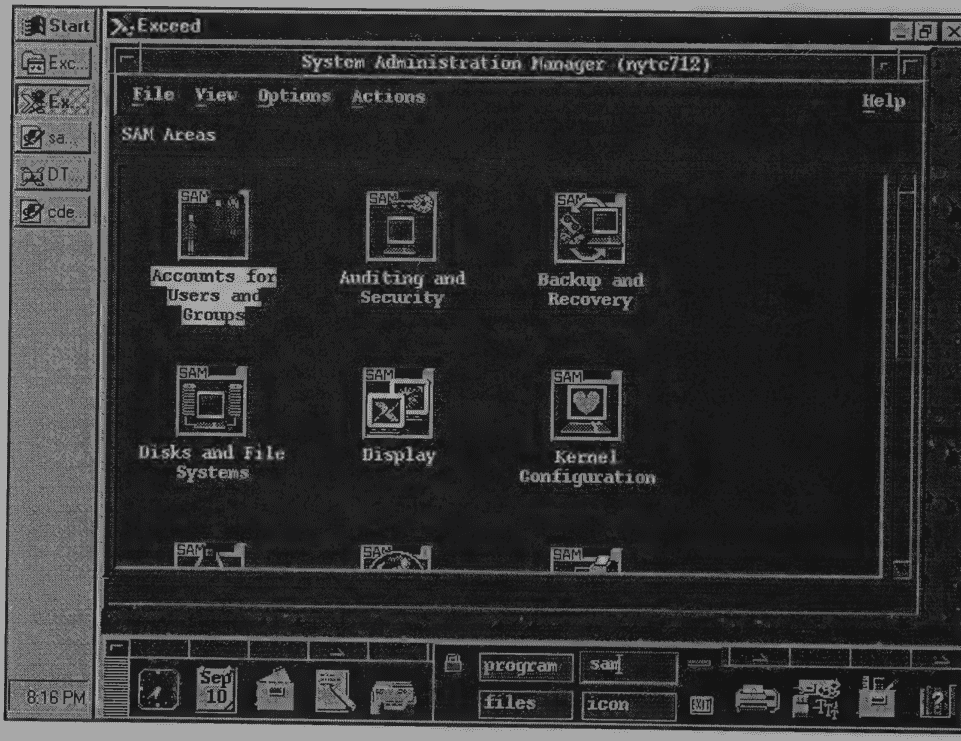 Start
Exceed
Exc...
Ex...
sa...
DT...
cde...
System Administration Manager (nytc712)
File View Options Actions Help
SAM Areas
SAM
SAM
SAM
Accounts for
Users and
Groups
Auditing and
Security
Backup and
Recovery
SAM
SAM
SAM
Disks and File
Systems
Display
Kernel
Configuration
SAM
SAM
SAM
program
sam
files
icon
EXIT
Sep
10
8:16 PM